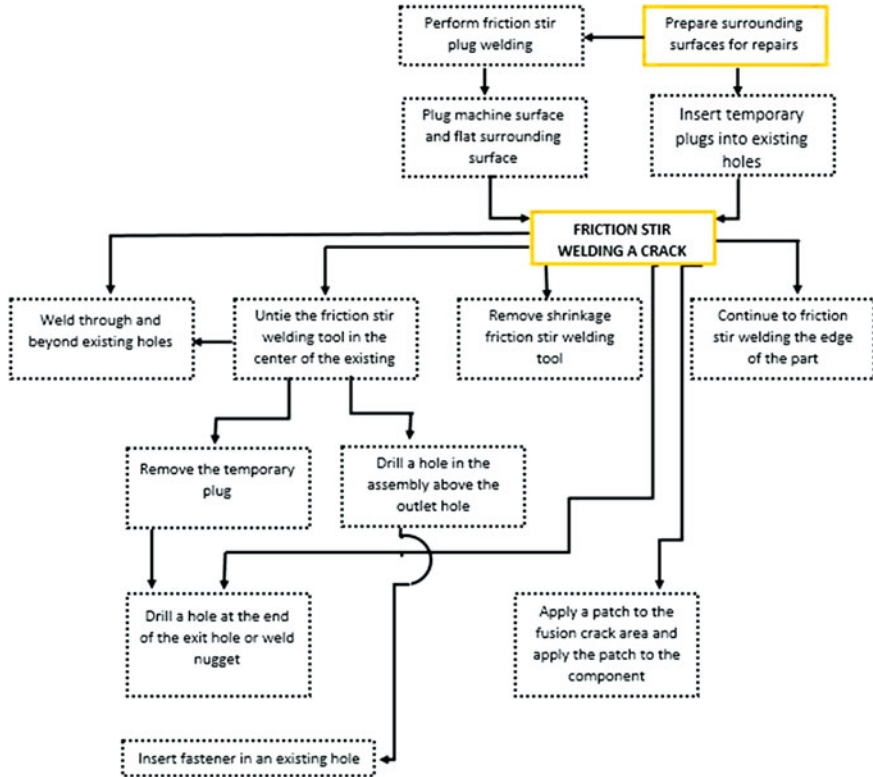 Perform friction stir
plug welding
Prepare surrounding
surfaces for repairs
Plug machine surface
and flat surrounding
surface
Insert temporary
plugs into existing
holes
FRICTION STIR
WELDING A CRACK
Weld through and
beyond existing holes
Untie the friction stir
welding tool in the
center of the existing
Remove shrinkage
friction stir welding
tool
Continue to friction
stir welding the edge
of the part
Remove the temporary
plug
Drill a hole in the
assembly above the
outlet hole
Drill a hole at the end
of the exit hole or weld
nugget
Apply a patch to the
fusion crack area and
apply the patch to the
component
Insert fastener in an existing hole